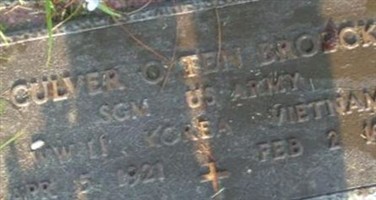 CULVER O TEN BROECK
SGM US ARMY
WW II KOREA VIETNAM
APR 5 1921 FEB 2